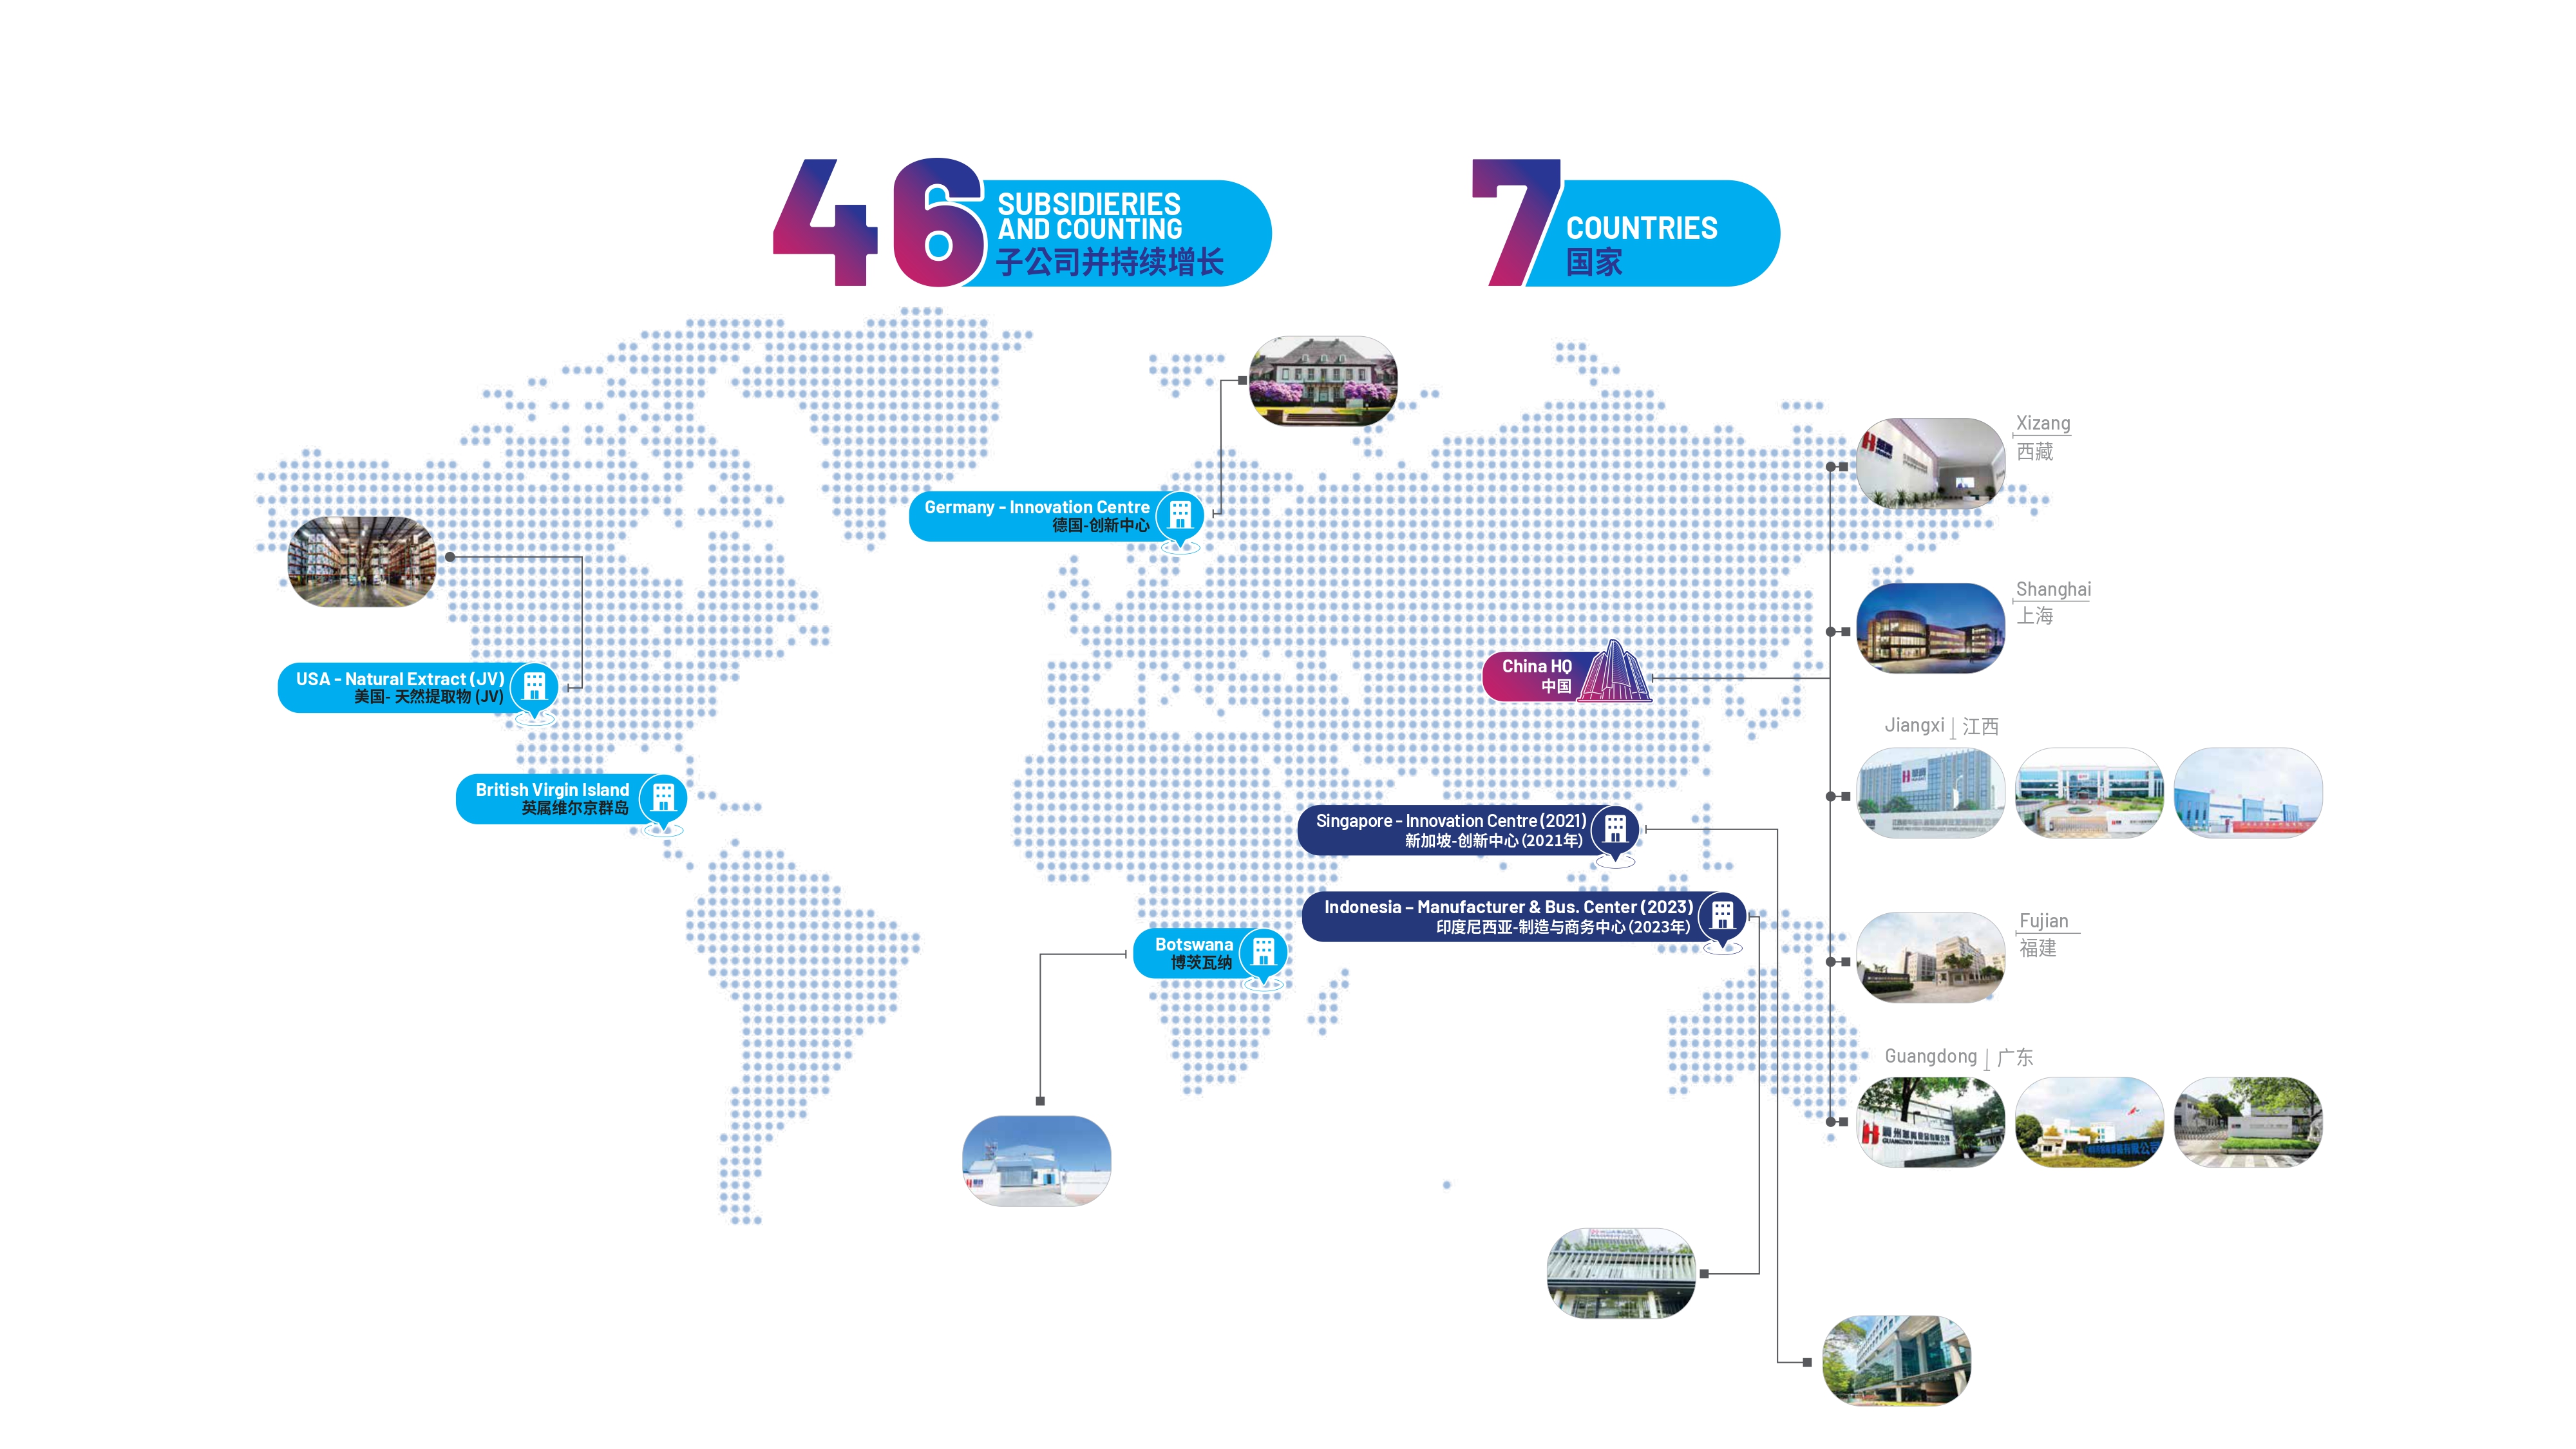 46
SUBSIDIERIES
AND COUNTING
子公司并持续增长
7
COUNTRIES
国家
Germany - Innovation Centre
德国-创新中心
USA - Natural Extract (JV)
美国- 天然提取物 (JV)
British Virgin Island
英属维尔京群岛
China HQ
中国
Singapore - Innovation Centre (2021)
新加坡-创新中心 (2021年)
Indonesia – Manufacturer & Bus. Center (2023)
印度尼西亚-制造与商务中心 (2023年)
Botswana
博茨瓦纳
Xizang
西藏
Shanghai
上海
Jiangxi | 江西
Fujian
福建
Guangdong | 广东